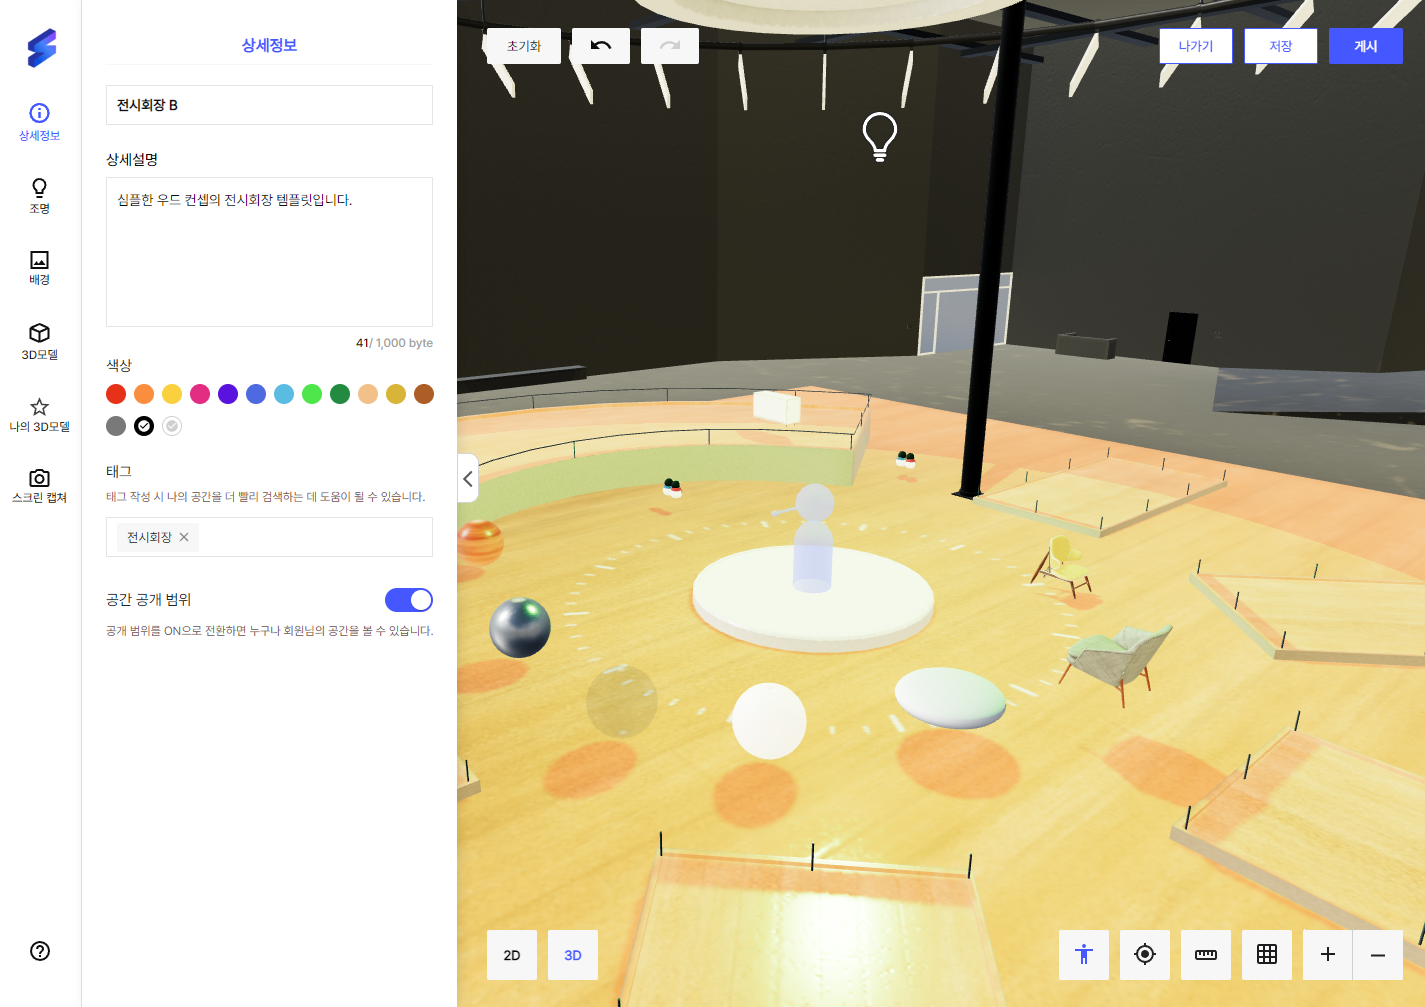 상세정보
조명
배경
3D모델
나의 3D모델
스크린 캡쳐
상세정보
전시회장 B
상세설명
심플한 우드 컨셉의 전시회장 템플릿입니다.
41/ 1,000 byte
색상
태그
태그 작성 시 나의 공간을 더 빨리 검색하는 데 도움이 될 수 있습니다.
전시회장
공간 공개 범위
공개 범위를 ON으로 전환하면 누구나 회원님의 공간을 볼 수 있습니다.
초기화
나가기
저장
게시
2D
3D